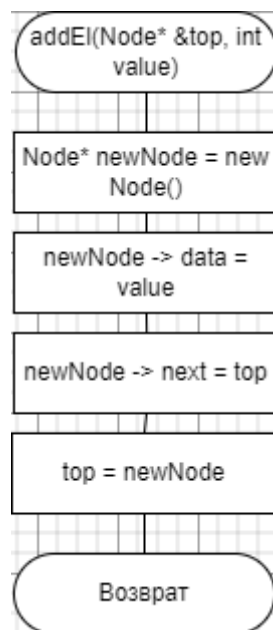 addEl(Node* &top, int
value)
Node* newNode = new
Node()
newNode -> data =
value
newNode -> next = top
top = newNode
Возврат